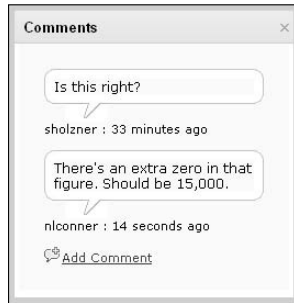 Comments
Is this right?
sholzner : 33 minutes ago
There's an extra zero in that
figure. Should be 15,000.
nlconner : 14 seconds ago
Add Comment